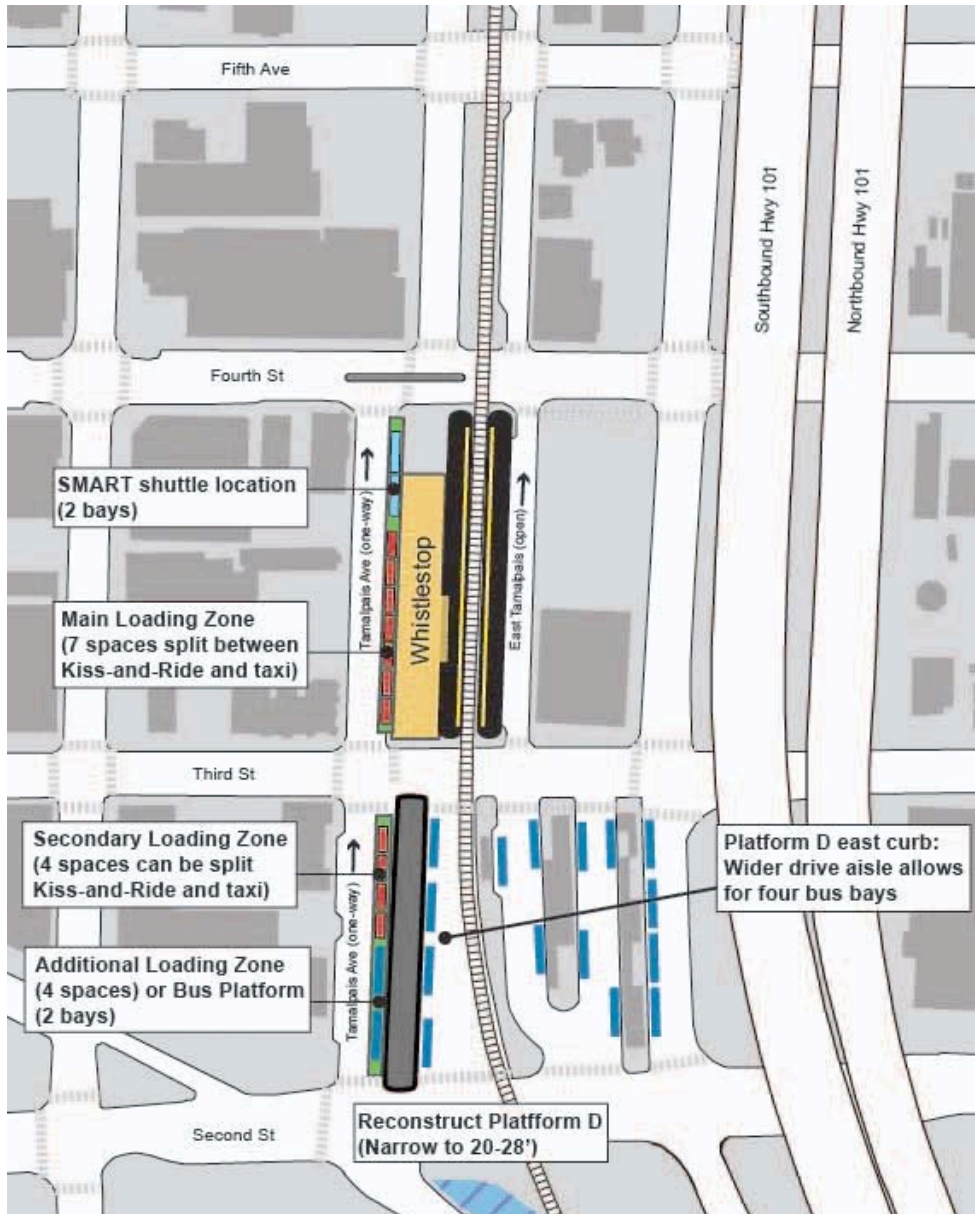 Fifth Ave
Southbound Hwy 101
Northbound Hwy 101
Fourth St
SMART shuttle location
(2 bays)
Tamalpais Ave (one-way)
Whistlestop
East Tamalpais (open)
Main Loading Zone
(7 spaces split between
Kiss-and-Ride and taxi)
Third St
Secondary Loading Zone
(4 spaces can be split
Kiss-and-Ride and taxi)
Platform D east curb:
Wider drive aisle allows
for four bus bays
Tamalpais Ave (one-way)
Additional Loading Zone
(4 spaces) or Bus Platform
(2 bays)
Reconstruct Platfform D
(Narrow to 20-28')
Second St